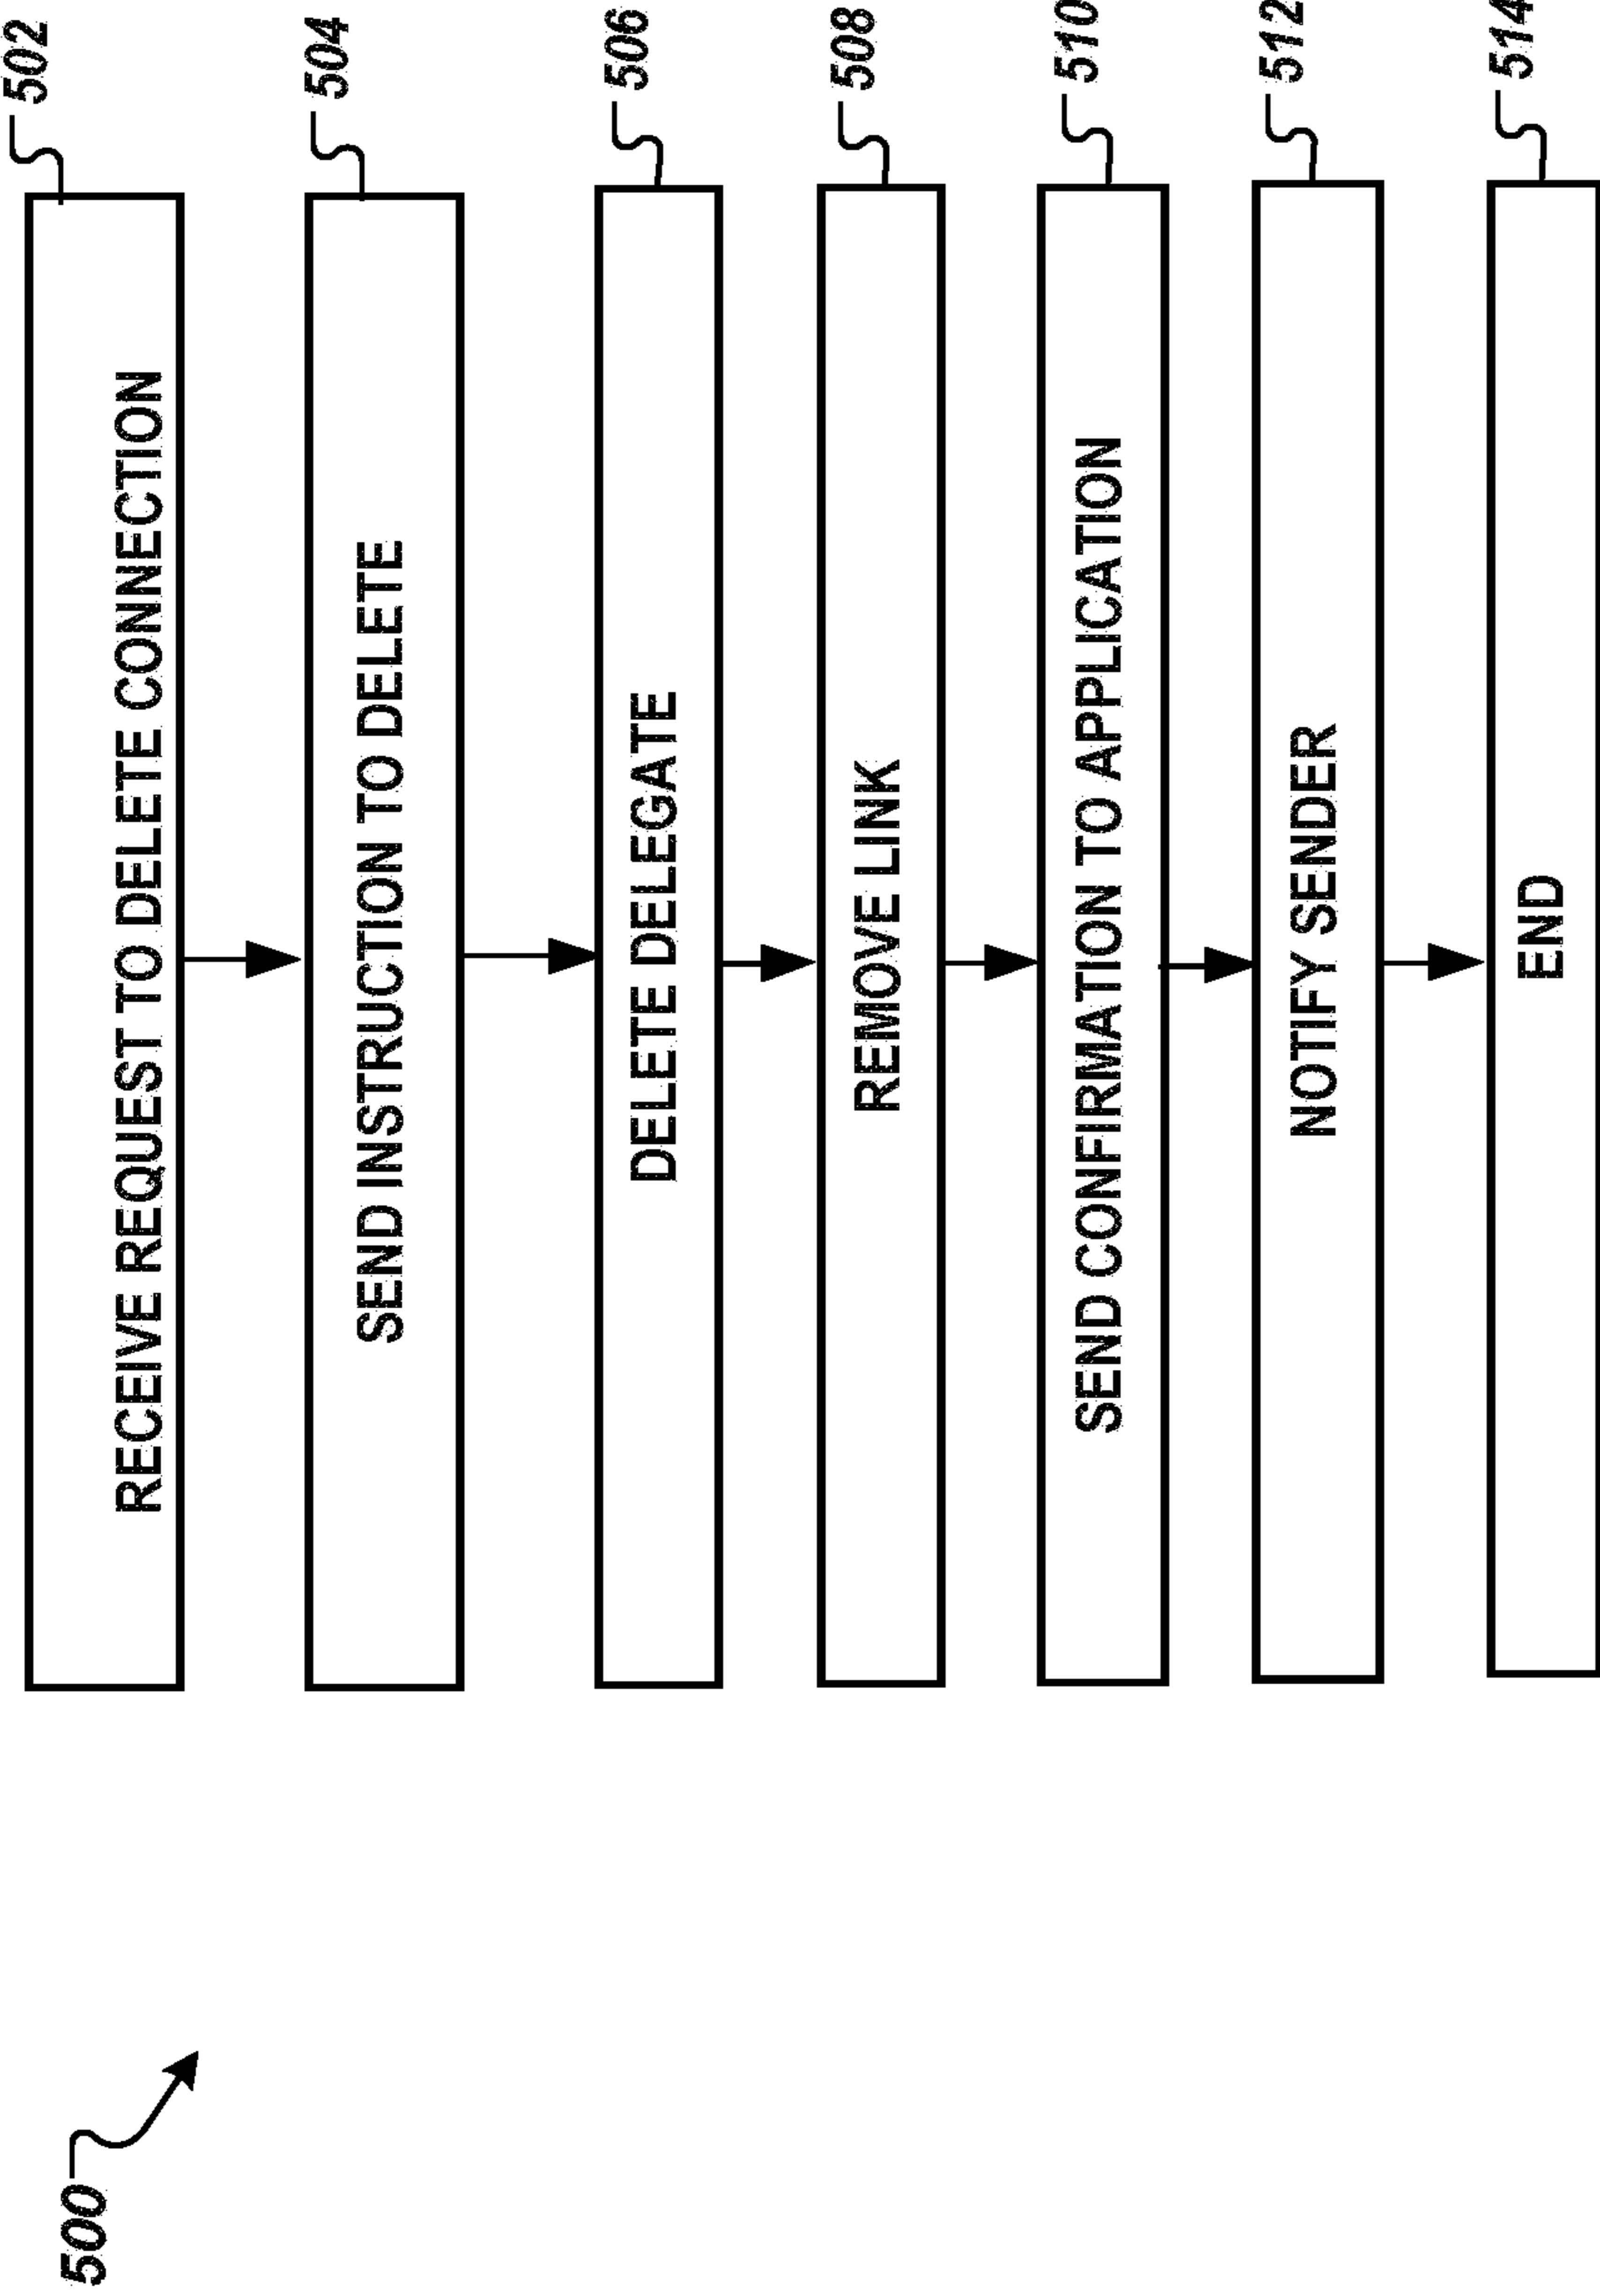 500
RECEIVE REQUEST TO DELETE CONNECTION
502
SEND INSTRUCTION TO DELETE
504
DELETE DELEGATE
506
REMOVE LINK
508
SEND CONFIRMATION TO APPLICATION
510
NOTIFY SENDER
512
END
514